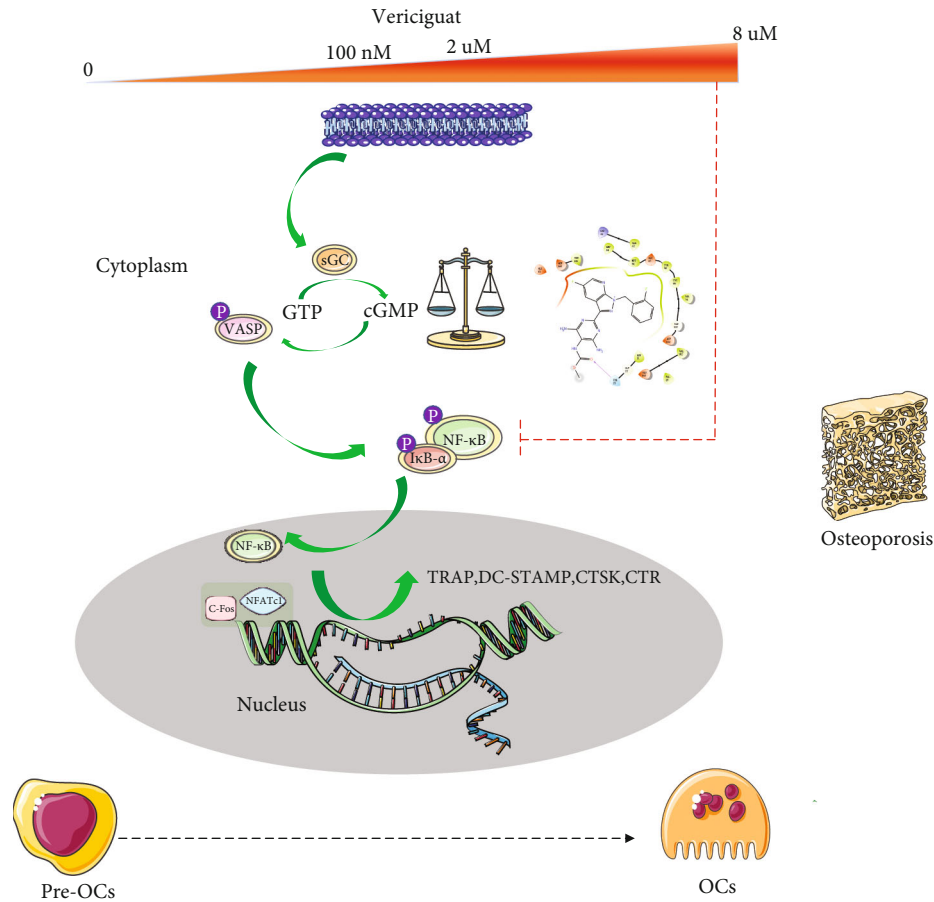 Vericiguat
0
100 nM
2 uM
8 uM
Cytoplasm
sGC
P
VASP
GTP
cGMP
P
NF-κB
P
IκB-α
Osteoporosis
NF-κB
TRAP,DC-STAMP,CTSK,CTR
C-Fos
NFATc1
Nucleus
Pre-OCs
OCs